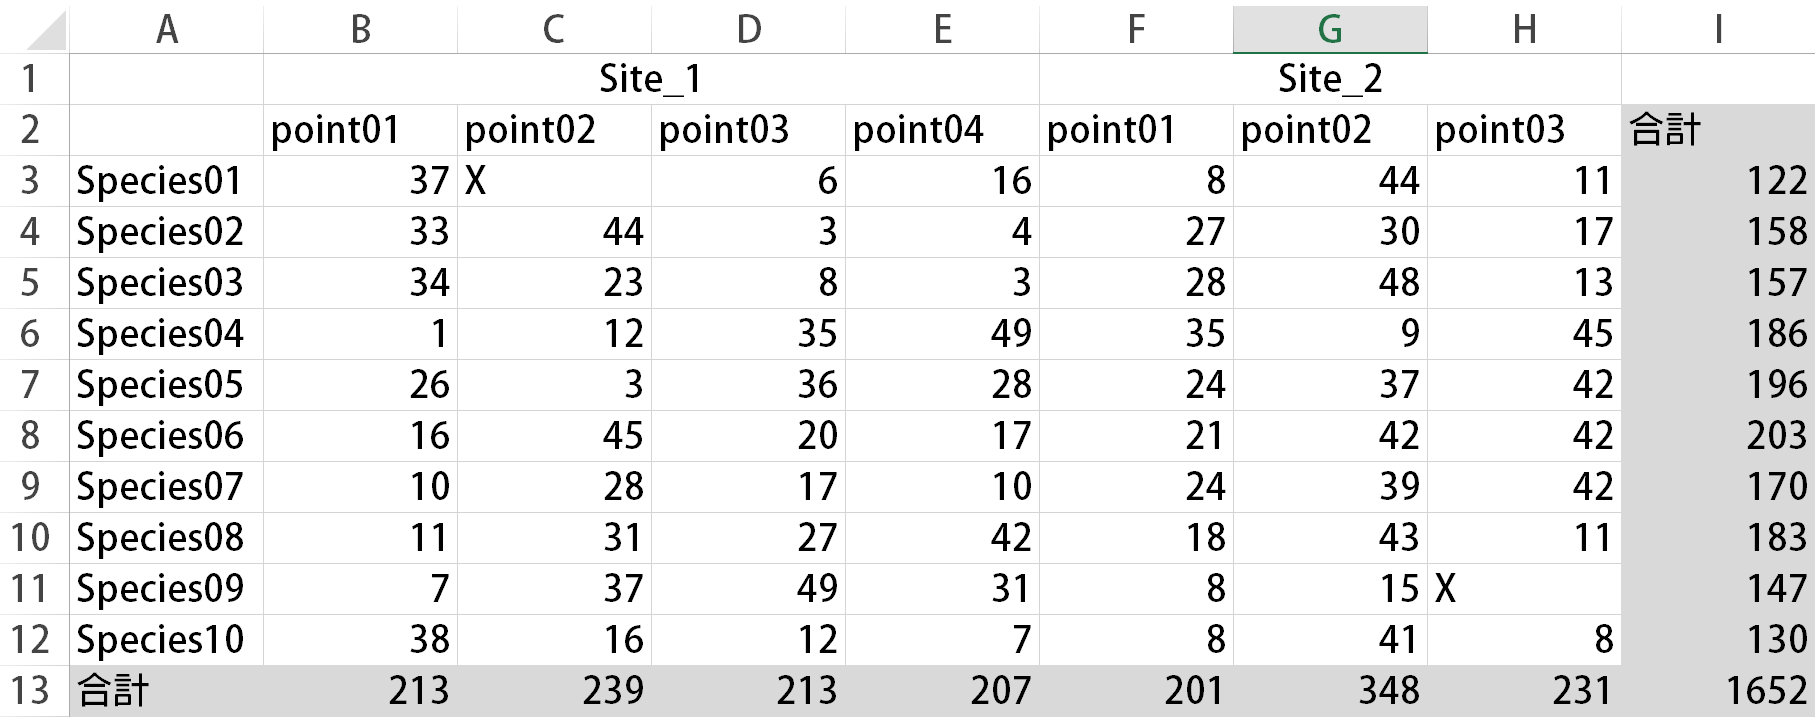 A B C D E F G H I
1 Site_1 Site_2
2 point01 point02 point03 point04 point01 point02 point03 合計
3 Species01 37 X 6 16 8 44 11 122
4 Species02 33 44 3 4 27 30 17 158
5 Species03 34 23 8 3 28 48 13 157
6 Species04 1 12 35 49 35 9 45 186
7 Species05 26 3 36 28 24 37 42 196
8 Species06 16 45 20 17 21 42 42 203
9 Species07 10 28 17 10 24 39 42 170
10 Species08 11 31 27 42 18 43 11 183
11 Species09 7 37 49 31 8 15 X 147
12 Species10 38 16 12 7 8 41 8 130
13 合計 213 239 213 207 201 348 231 1652